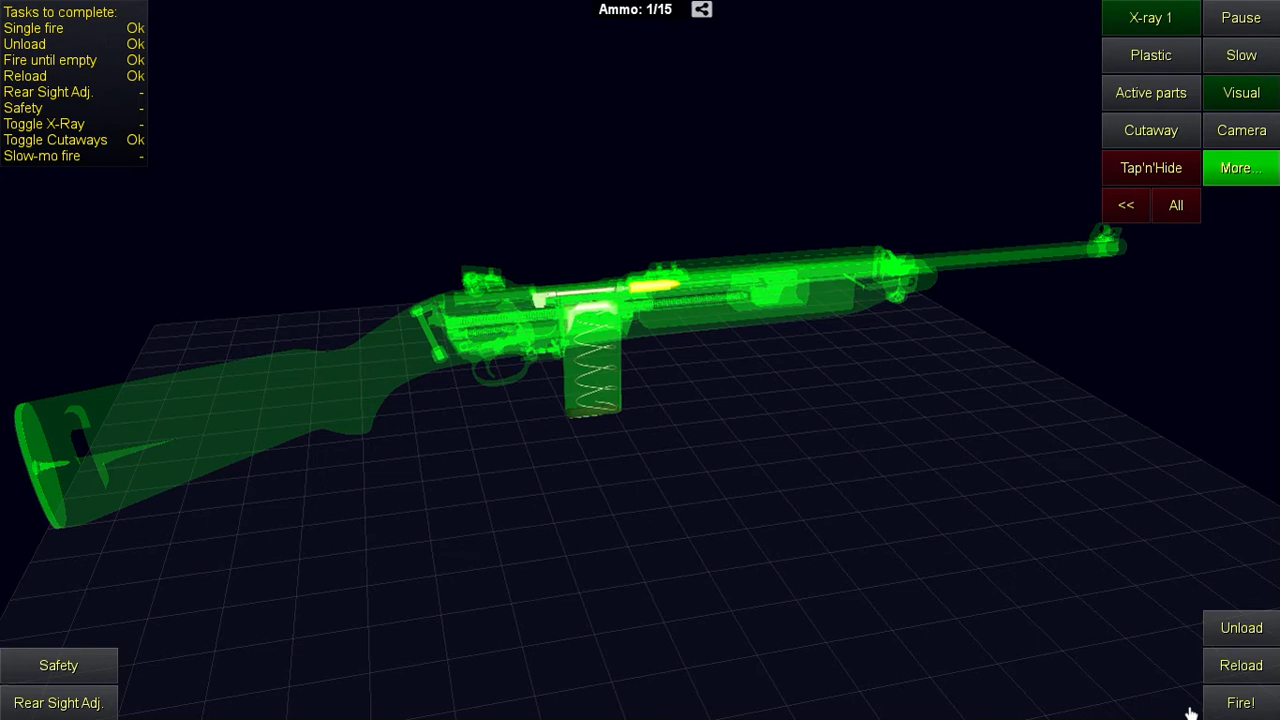 Tasks to complete:
Single fire Ok
Unload Ok
Fire until empty Ok
Reload Ok
Rear Sight Adj. -
Safety -
Toggle X-Ray -
Toggle Cutaways Ok
Slow-mo fire -
Ammo: 1/15
X-ray 1 Pause
Plastic Slow
Active parts Visual
Cutaway Camera
Tap'n'Hide More...
<< All
Safety
Rear Sight Adj.
Unload
Reload
Fire!